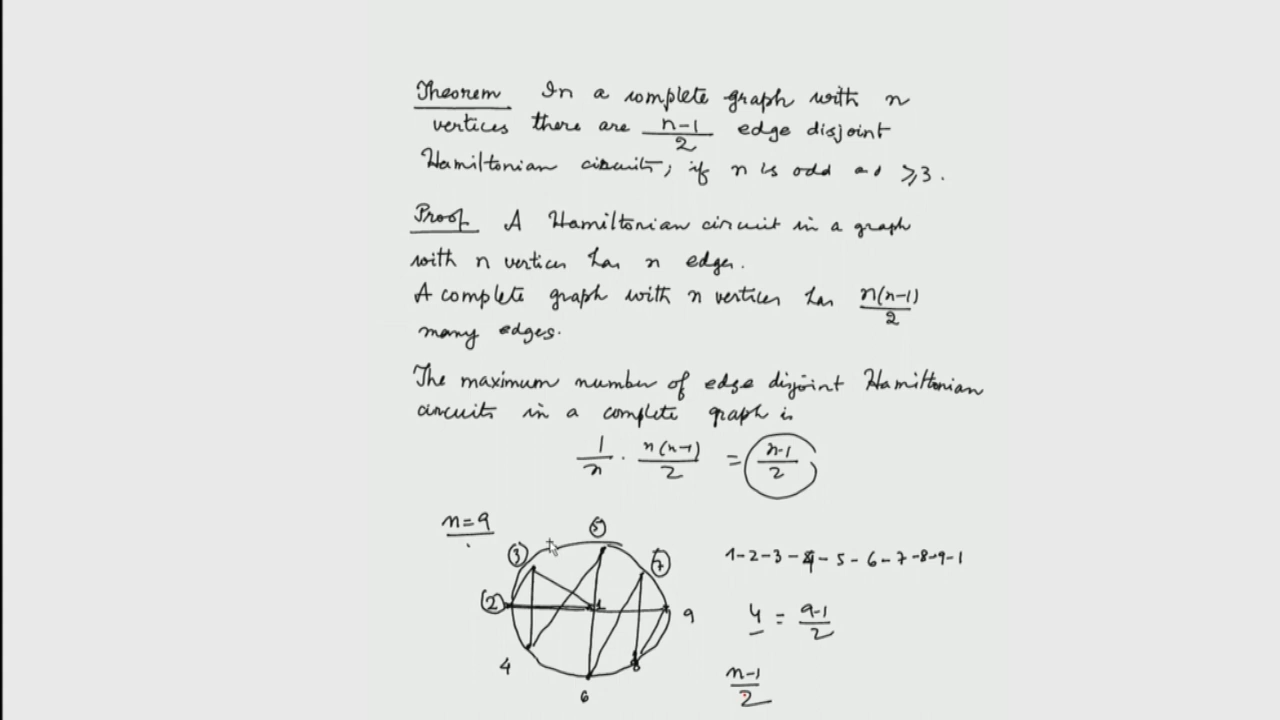 Theorem In a complete graph with n
vertices there are (n-1)/2 edge disjoint
Hamiltonian circuits, if n is odd and ≥3.
Proof A Hamiltonian circuit in a graph
with n vertices has n edges.
A complete graph with n vertices has n(n-1)/2
many edges.
The maximum number of edge disjoint Hamiltonian
circuits in a complete graph is
1/n · n(n-1)/2 = (n-1)/2
n=9
5
3
7
2
1
9
4
8
6
1-2-3-4-5-6-7-8-9-1
4 = (9-1)/2
(n-1)/2